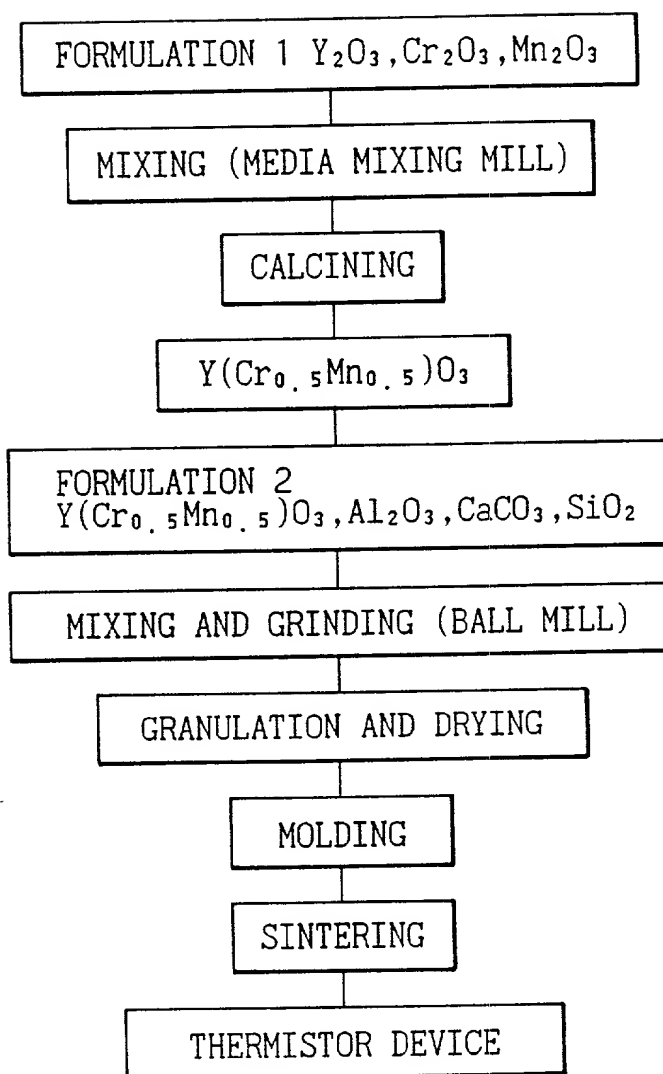 FORMULATION 1 Y₂O₃,Cr₂O₃,Mn₂O₃
MIXING (MEDIA MIXING MILL)
CALCINING
Y(Cr₀.₅Mn₀.₅)O₃
FORMULATION 2
Y(Cr₀.₅Mn₀.₅)O₃,Al₂O₃,CaCO₃,SiO₂
MIXING AND GRINDING (BALL MILL)
GRANULATION AND DRYING
MOLDING
SINTERING
THERMISTOR DEVICE